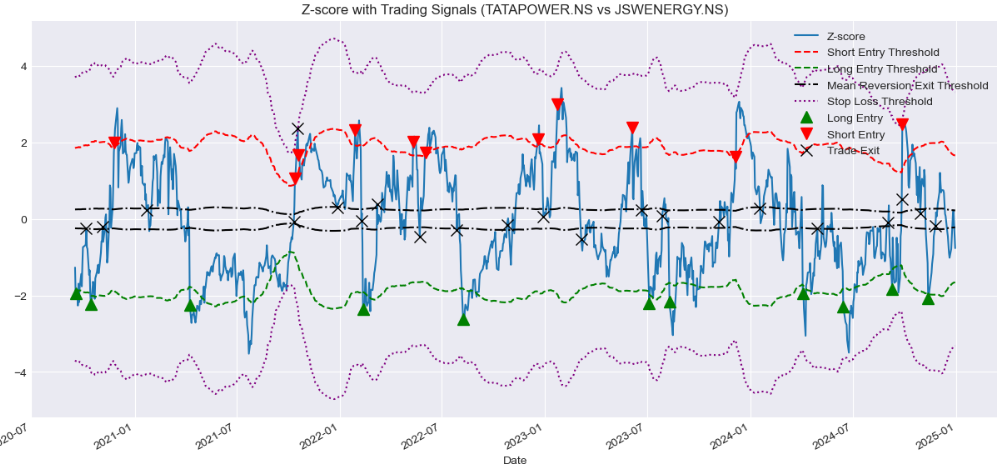 Z-score with Trading Signals (TATAPOWER.NS vs JSWENERGY.NS)
Z-score
Short Entry Threshold
Long Entry Threshold
Mean Reversion Exit Threshold
Stop Loss Threshold
Long Entry
Short Entry
Trade Exit
4
2
0
−2
−4
020-07
2021-01
2021-07
2022-01
2022-07
2023-01
2023-07
2024-01
2024-07
2025-01
Date